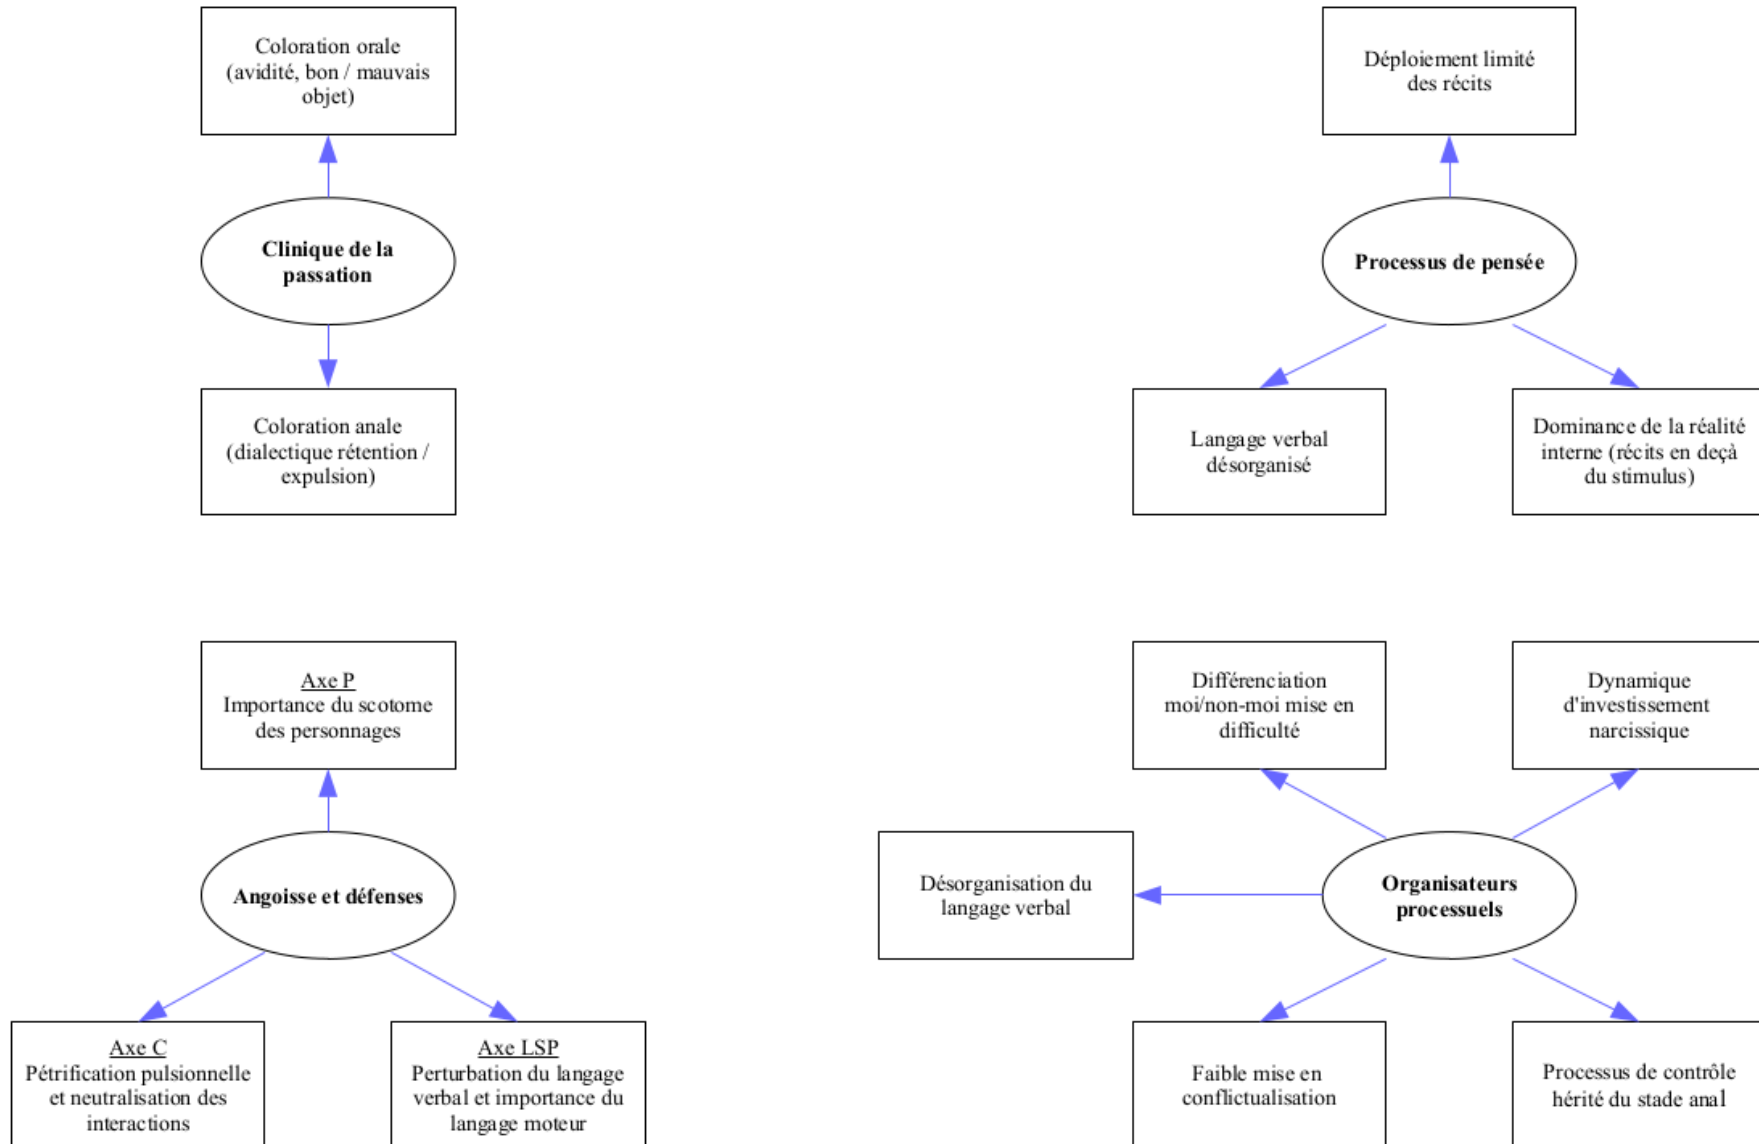 Coloration orale
(avidité, bon / mauvais
objet)
Clinique de la
passation
Coloration anale
(dialectique rétention /
expulsion)
Déploiement limité
des récits
Processus de pensée
Langage verbal
désorganisé
Dominance de la réalité
interne (récits en deçà
du stimulus)
Axe P
Importance du scotome
des personnages
Angoisse et défenses
Axe C
Pétrification pulsionnelle
et neutralisation des
interactions
Axe LSP
Perturbation du langage
verbal et importance du
langage moteur
Différenciation
moi/non-moi mise en
difficulté
Dynamique
d'investissement
narcissique
Désorganisation du
langage verbal
Organisateurs
processuels
Faible mise en
conflictualisation
Processus de contrôle
hérité du stade anal